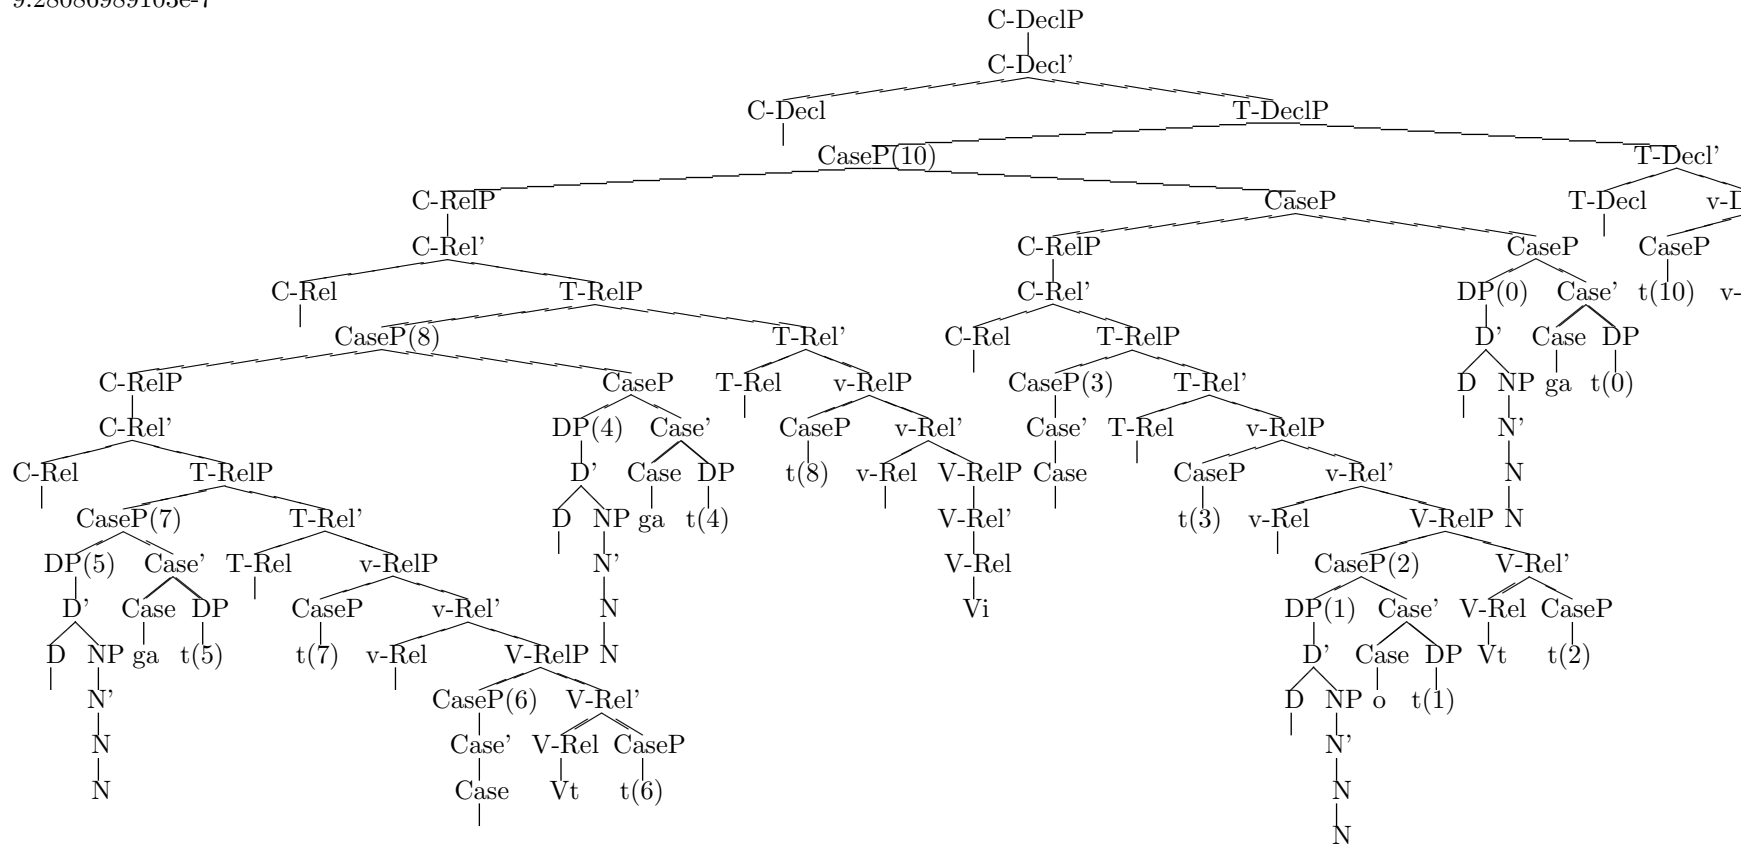 9.28086989105e-7
C-DeclP
C-Decl'
C-Decl T-DeclP
CaseP(10) T-Decl'
C-RelP CaseP T-Decl
C-Rel' C-RelP CaseP CaseP
C-Rel T-RelP C-Rel' DP(0) Case' t(10)
CaseP(8) T-Rel' C-Rel T-RelP D' Case DP
C-RelP CaseP T-Rel v-RelP CaseP(3) T-Rel' D NP ga t(0)
C-Rel' DP(4) Case' CaseP v-Rel' Case' T-Rel v-RelP N'
C-Rel T-RelP D' Case DP t(8) v-Rel V-RelP Case CaseP v-Rel' N
CaseP(7) T-Rel' D NP ga t(4) V-Rel' t(3) v-Rel V-RelP N
DP(5) Case' T-Rel v-RelP N' V-Rel CaseP(2) V-Rel'
D' Case DP CaseP v-Rel' N Vi DP(1) Case' V-Rel CaseP
D NP ga t(5) t(7) v-Rel V-RelP N D' Case DP Vt t(2)
N' CaseP(6) V-Rel' D NP o t(1)
N Case' V-Rel CaseP N'
N Case Vt t(6) N
N